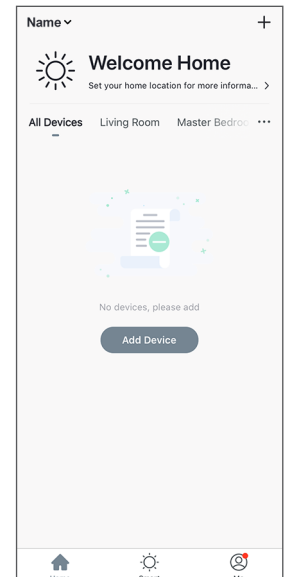 Name
Welcome Home
Set your home location for more informa...
All Devices Living Room Master Bedroo
No devices, please add
Add Device